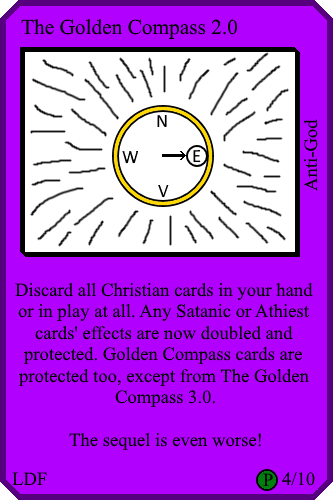 The Golden Compass 2.0
N
W
E
V
Anti-God
Discard all Christian cards in your hand
or in play at all. Any Satanic or Athiest
cards' effects are now doubled and
protected. Golden Compass cards are
protected too, except from The Golden
Compass 3.0.
The sequel is even worse!
LDF
P 4/10